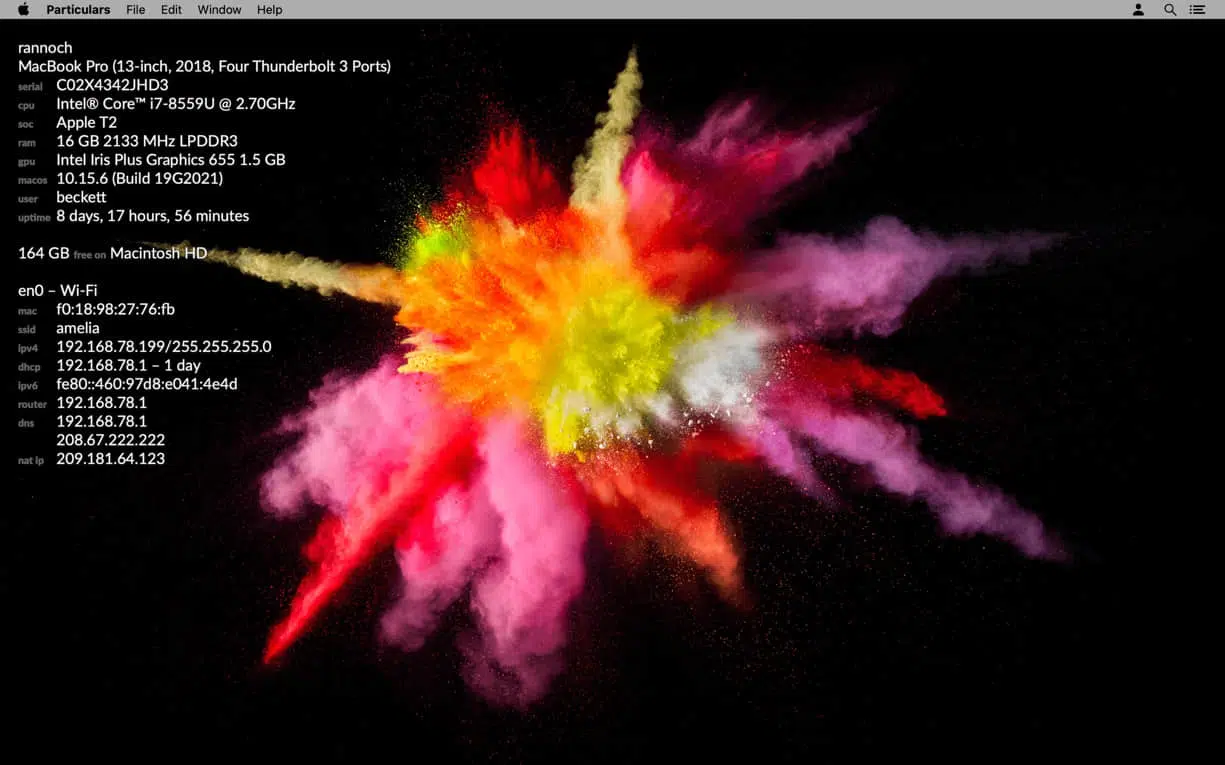 Particulars File Edit Window Help
rannoch
MacBook Pro (13-inch, 2018, Four Thunderbolt 3 Ports)
serial C02X4342JHD3
cpu Intel® Core™ i7-8559U @ 2.70GHz
soc Apple T2
ram 16 GB 2133 MHz LPDDR3
gpu Intel Iris Plus Graphics 655 1.5 GB
macos 10.15.6 (Build 19G2021)
user beckett
uptime 8 days, 17 hours, 56 minutes
164 GB free on Macintosh HD
en0 – Wi-Fi
mac f0:18:98:27:76:fb
ssid amelia
ipv4 192.168.78.199/255.255.255.0
dhcp 192.168.78.1 – 1 day
ipv6 fe80::460:97d8:e041:4e4d
router 192.168.78.1
dns 192.168.78.1
208.67.222.222
nat ip 209.181.64.123